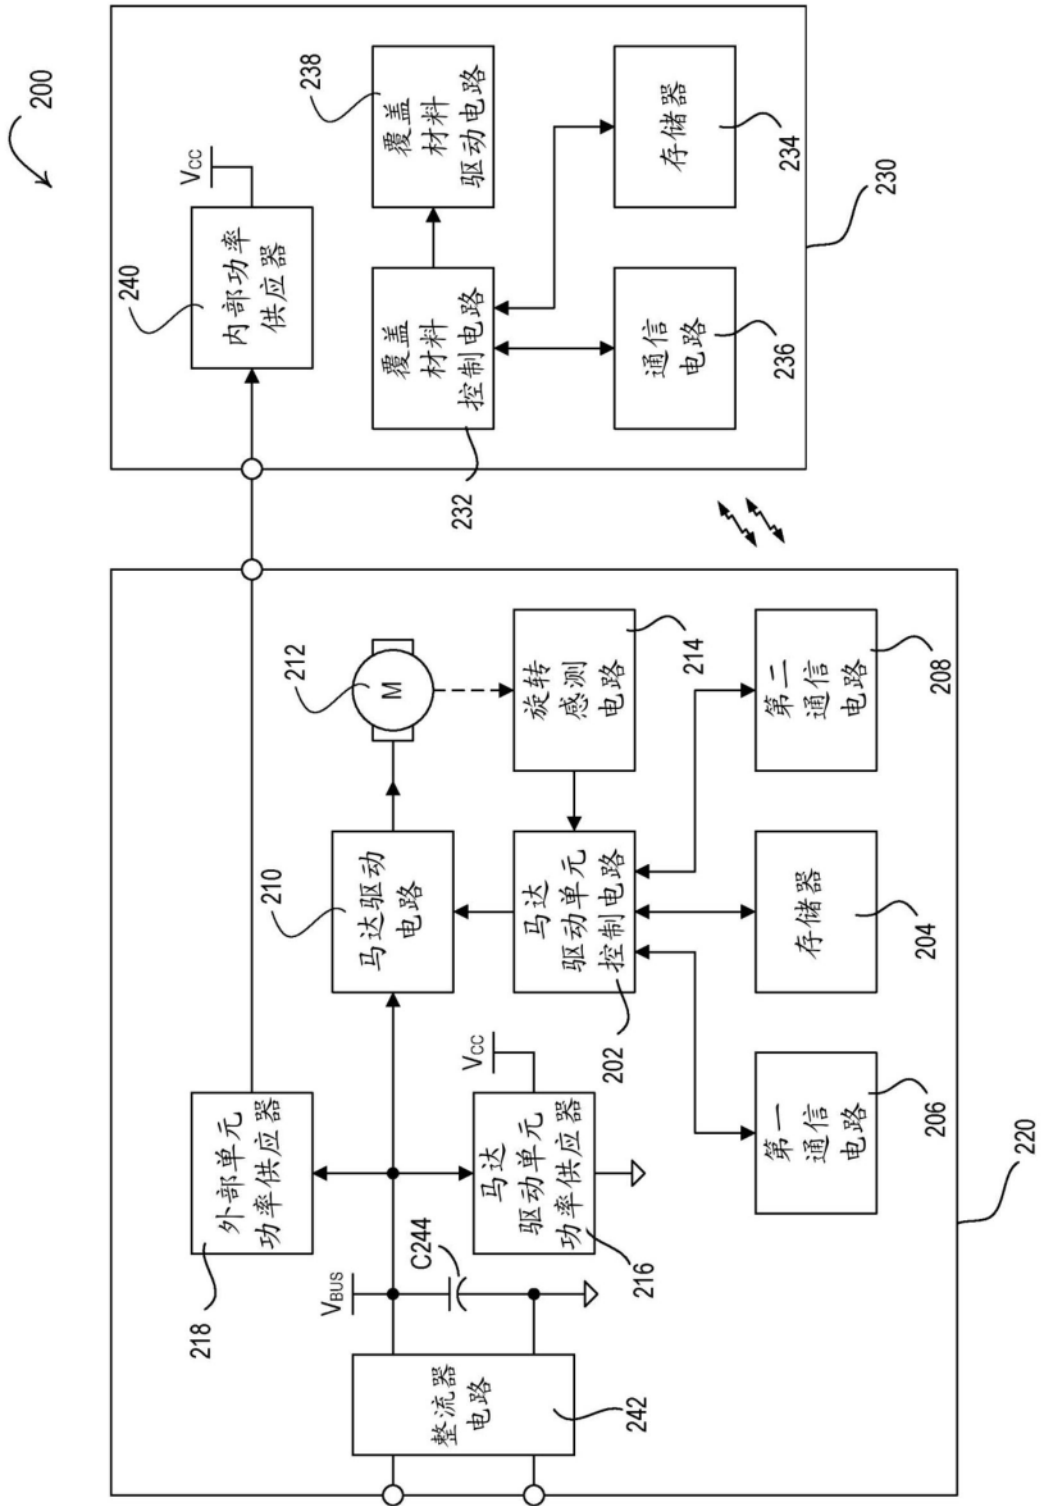 200
218
外部单元
功率供应器
VBUS
C244
整流器
电路
242
马达
驱动单元
功率供应器
216
VCC
210
马达驱动
电路
212
M
旋转
感测
电路
214
马达
驱动单元
控制电路
202
第一
通信
电路
206
存储器
204
第二
通信
电路
208
220
240
内部功率
供应器
VCC
238
覆盖
材料
驱动电路
覆盖
材料
控制电路
232
通信
电路
236
存储器
234
230